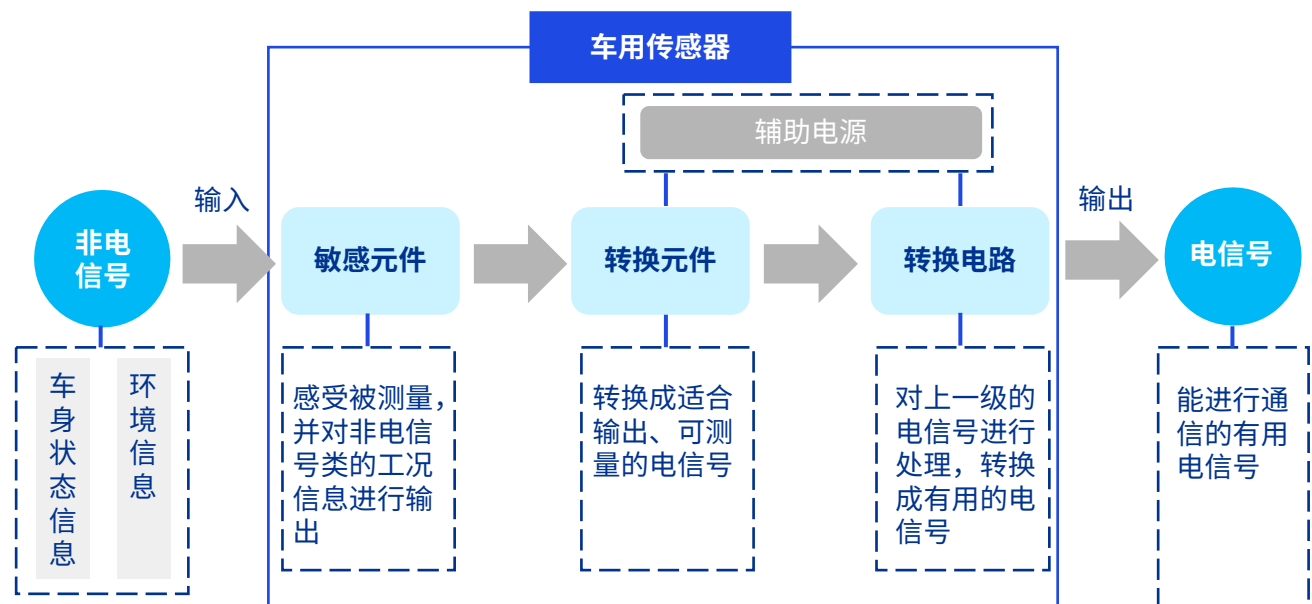 车用传感器
辅助电源
输入
输出
非电
信号
敏感元件
转换元件
转换电路
电信号
车身状态信息
环境信息
感受被测量，
并对非电信
号类的工况
信息进行输
出
转换成适合
输出、可测
量的电信号
对上一级的
电信号进行
处理，转换
成有用的电
信号
能进行通
信的有用
电信号